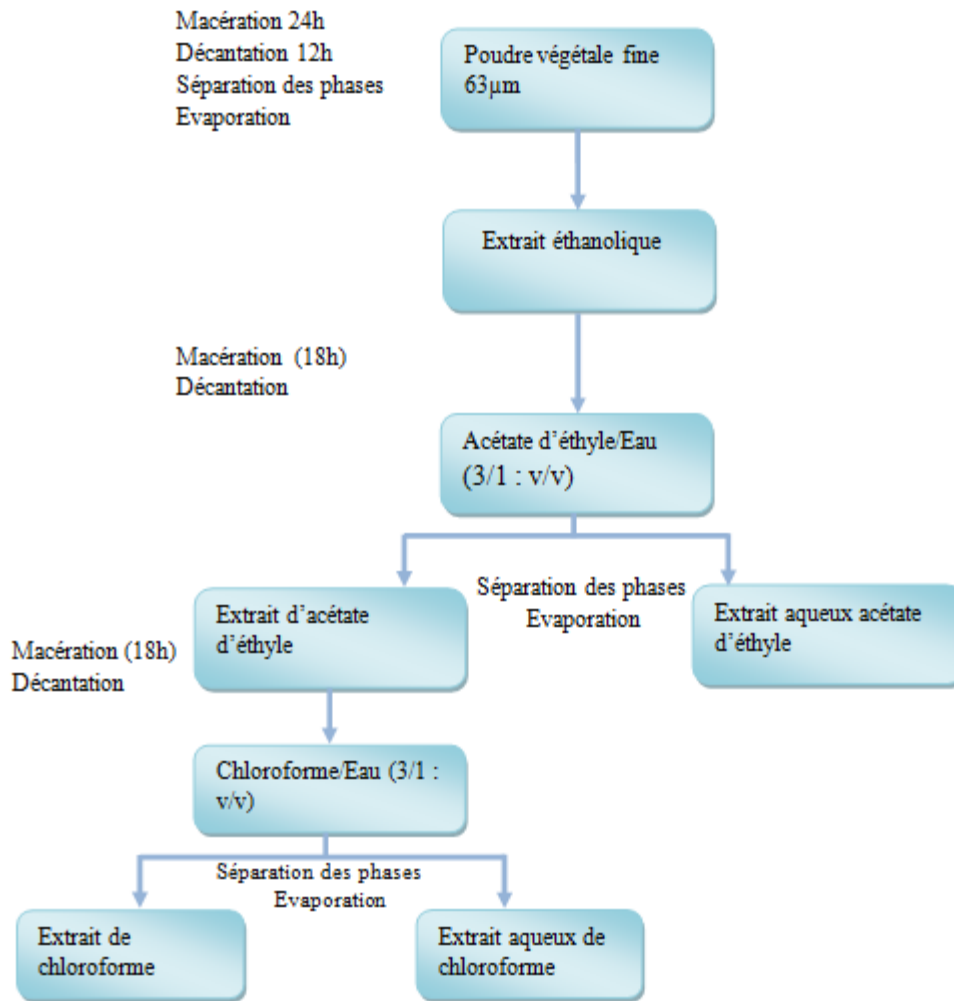 Macération 24h
Décantation 12h
Séparation des phases
Evaporation
Poudre végétale fine
63µm
Extrait éthanolique
Macération (18h)
Décantation
Acétate d’éthyle/Eau
(3/1 : v/v)
Séparation des phases
Evaporation
Extrait d’acétate
d’éthyle
Extrait aqueux acétate
d’éthyle
Macération (18h)
Décantation
Chloroforme/Eau (3/1 :
v/v)
Séparation des phases
Evaporation
Extrait de
chloroforme
Extrait aqueux de
chloroforme